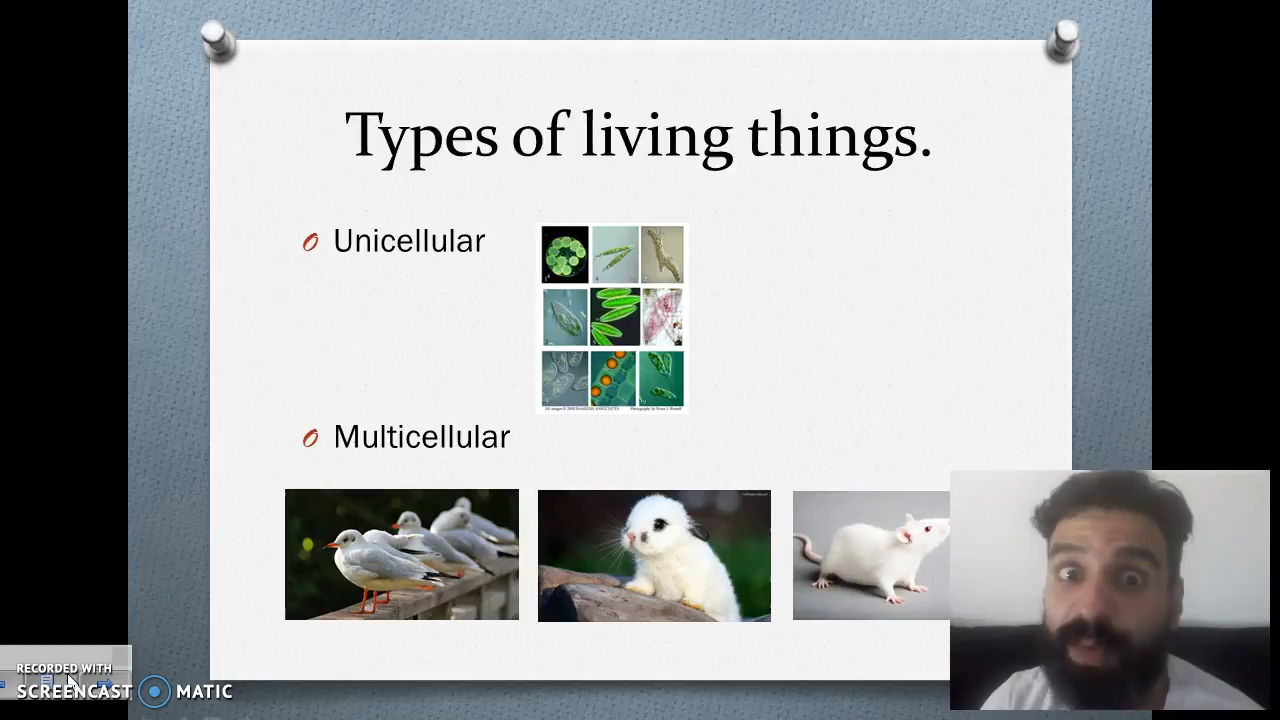 Types of living things.
Unicellular
Multicellular
RECORDED WITH
SCREENCAST MATIC